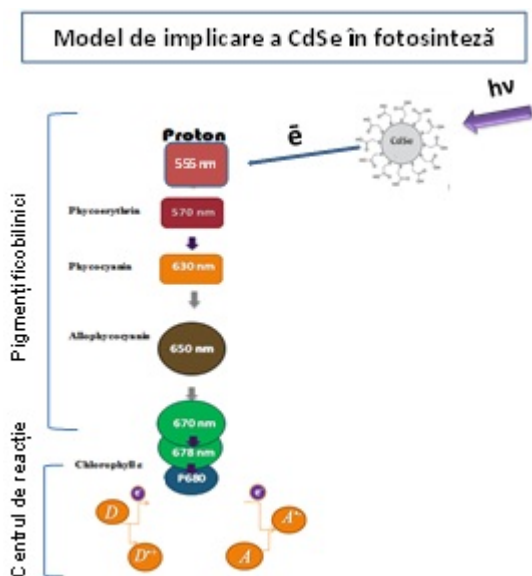 Model de implicare a CdSe în fotosinteză
hν
ē
CdSe
Proton
555 nm
Phycoerythrin
570 nm
Phycocyanin
630 nm
Allophycocyanin
650 nm
670 nm
678 nm
Chlorophyll a
P680
Pigmenți ficobilinici
Centrul de reacție
e
e
D
D
A
A